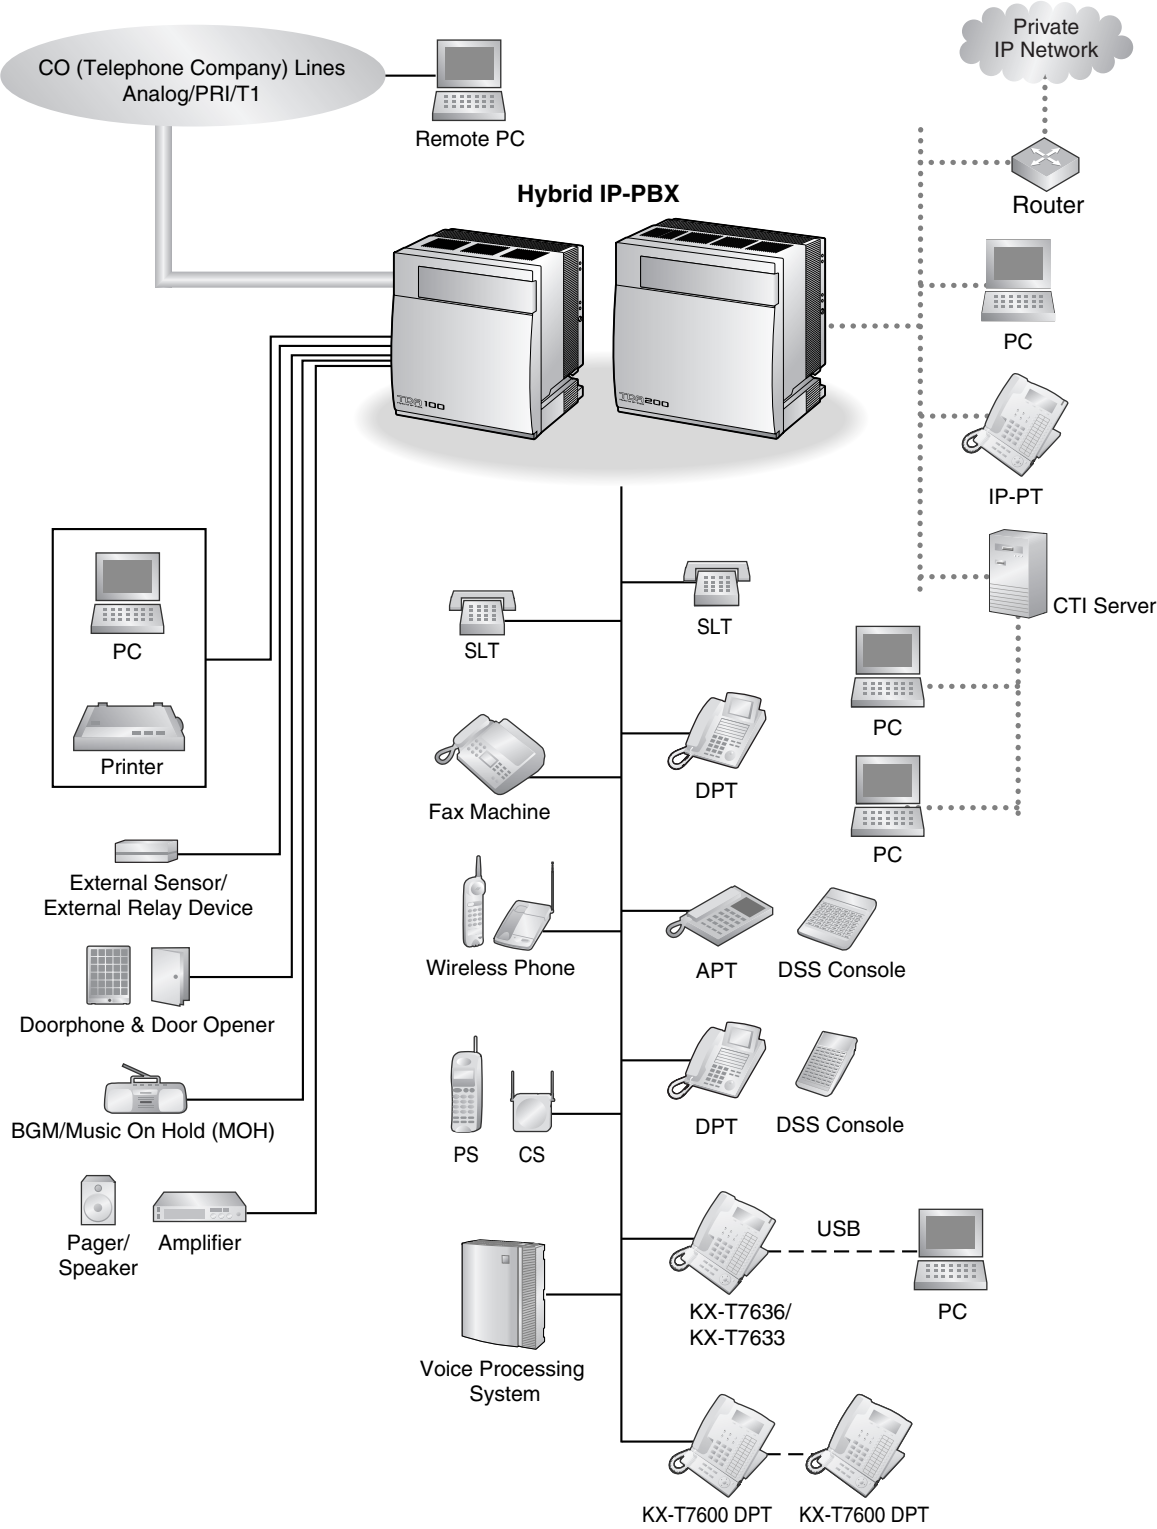 CO (Telephone Company) Lines
Analog/PRI/T1
Remote PC
Private
IP Network
Router
Hybrid IP-PBX
TDA100
TDA200
PC
IP-PT
CTI Server
PC
PC
PC
Printer
External Sensor/
External Relay Device
Doorphone & Door Opener
BGM/Music On Hold (MOH)
Pager/
Speaker
Amplifier
SLT
SLT
Fax Machine
DPT
Wireless Phone
APT
DSS Console
PS
CS
DPT
DSS Console
Voice Processing
System
KX-T7636/
KX-T7633
USB
PC
KX-T7600 DPT
KX-T7600 DPT